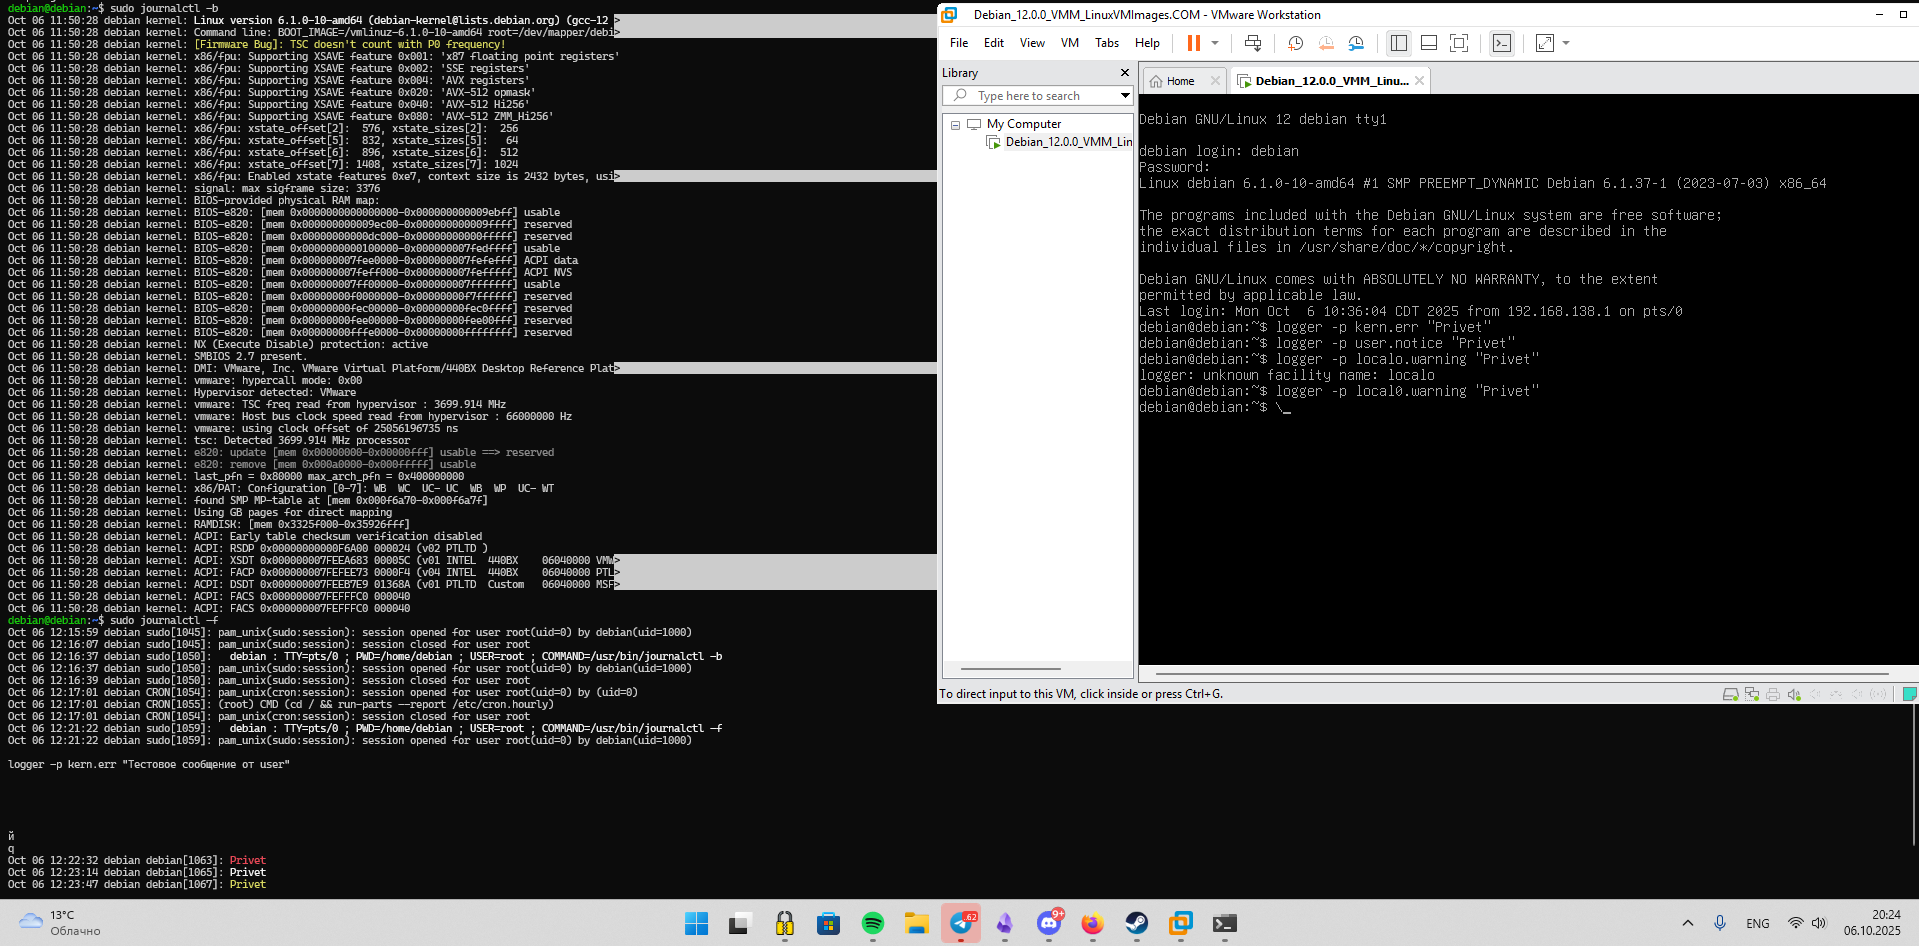 debian@debian:~$ sudo journalctl -b
Oct 06 11:50:28 debian kernel: Linux version 6.1.0-10-amd64 (debian-kernel@lists.debian.org) (gcc-12 >
Oct 06 11:50:28 debian kernel: Command line: BOOT_IMAGE=/vmlinuz-6.1.0-10-amd64 root=/dev/mapper/debi>
Oct 06 11:50:28 debian kernel: [Firmware Bug]: TSC doesn't count with P0 frequency!
Oct 06 11:50:28 debian kernel: x86/fpu: Supporting XSAVE feature 0x001: 'x87 floating point registers'
Oct 06 11:50:28 debian kernel: x86/fpu: Supporting XSAVE feature 0x002: 'SSE registers'
Oct 06 11:50:28 debian kernel: x86/fpu: Supporting XSAVE feature 0x004: 'AVX registers'
Oct 06 11:50:28 debian kernel: x86/fpu: Supporting XSAVE feature 0x020: 'AVX-512 opmask'
Oct 06 11:50:28 debian kernel: x86/fpu: Supporting XSAVE feature 0x040: 'AVX-512 Hi256'
Oct 06 11:50:28 debian kernel: x86/fpu: Supporting XSAVE feature 0x080: 'AVX-512 ZMM_Hi256'
Oct 06 11:50:28 debian kernel: x86/fpu: xstate_offset[2]:  576, xstate_sizes[2]:  256
Oct 06 11:50:28 debian kernel: x86/fpu: xstate_offset[5]:  832, xstate_sizes[5]:   64
Oct 06 11:50:28 debian kernel: x86/fpu: xstate_offset[6]:  896, xstate_sizes[6]:  512
Oct 06 11:50:28 debian kernel: x86/fpu: xstate_offset[7]: 1408, xstate_sizes[7]: 1024
Oct 06 11:50:28 debian kernel: x86/fpu: Enabled xstate features 0xe7, context size is 2432 bytes, usi>
Oct 06 11:50:28 debian kernel: signal: max sigframe size: 3376
Oct 06 11:50:28 debian kernel: BIOS-provided physical RAM map:
Oct 06 11:50:28 debian kernel: BIOS-e820: [mem 0x0000000000000000-0x000000000009ebff] usable
Oct 06 11:50:28 debian kernel: BIOS-e820: [mem 0x000000000009ec00-0x000000000009ffff] reserved
Oct 06 11:50:28 debian kernel: BIOS-e820: [mem 0x00000000000dc000-0x00000000000fffff] reserved
Oct 06 11:50:28 debian kernel: BIOS-e820: [mem 0x0000000000100000-0x000000007fedffff] usable
Oct 06 11:50:28 debian kernel: BIOS-e820: [mem 0x000000007fee0000-0x000000007fefefff] ACPI data
Oct 06 11:50:28 debian kernel: BIOS-e820: [mem 0x000000007feff000-0x000000007fefffff] ACPI NVS
Oct 06 11:50:28 debian kernel: BIOS-e820: [mem 0x000000007ff00000-0x000000007fffffff] usable
Oct 06 11:50:28 debian kernel: BIOS-e820: [mem 0x00000000f0000000-0x00000000f7ffffff] reserved
Oct 06 11:50:28 debian kernel: BIOS-e820: [mem 0x00000000fec00000-0x00000000fec0ffff] reserved
Oct 06 11:50:28 debian kernel: BIOS-e820: [mem 0x00000000fee00000-0x00000000fee00fff] reserved
Oct 06 11:50:28 debian kernel: BIOS-e820: [mem 0x00000000fffe0000-0x00000000ffffffff] reserved
Oct 06 11:50:28 debian kernel: NX (Execute Disable) protection: active
Oct 06 11:50:28 debian kernel: SMBIOS 2.7 present.
Oct 06 11:50:28 debian kernel: DMI: VMware, Inc. VMware Virtual Platform/440BX Desktop Reference Plat>
Oct 06 11:50:28 debian kernel: vmware: hypercall mode: 0x00
Oct 06 11:50:28 debian kernel: Hypervisor detected: VMware
Oct 06 11:50:28 debian kernel: vmware: TSC freq read from hypervisor : 3699.914 MHz
Oct 06 11:50:28 debian kernel: vmware: Host bus clock speed read from hypervisor : 66000000 Hz
Oct 06 11:50:28 debian kernel: vmware: using clock offset of 25056196735 ns
Oct 06 11:50:28 debian kernel: tsc: Detected 3699.914 MHz processor
Oct 06 11:50:28 debian kernel: e820: update [mem 0x00000000-0x00000fff] usable ==> reserved
Oct 06 11:50:28 debian kernel: e820: remove [mem 0x000a0000-0x000fffff] usable
Oct 06 11:50:28 debian kernel: last_pfn = 0x80000 max_arch_pfn = 0x400000000
Oct 06 11:50:28 debian kernel: x86/PAT: Configuration [0-7]: WB  WC  UC- UC  WB  WP  UC- WT
Oct 06 11:50:28 debian kernel: found SMP MP-table at [mem 0x000f6a70-0x000f6a7f]
Oct 06 11:50:28 debian kernel: Using GB pages for direct mapping
Oct 06 11:50:28 debian kernel: RAMDISK: [mem 0x3325f000-0x35926fff]
Oct 06 11:50:28 debian kernel: ACPI: Early table checksum verification disabled
Oct 06 11:50:28 debian kernel: ACPI: RSDP 0x00000000000F6A00 000024 (v02 PTLTD )
Oct 06 11:50:28 debian kernel: ACPI: XSDT 0x000000007FEEA683 00005C (v01 INTEL  440BX    06040000 VMW>
Oct 06 11:50:28 debian kernel: ACPI: FACP 0x000000007FEFEE73 0000F4 (v04 INTEL  440BX    06040000 PTL>
Oct 06 11:50:28 debian kernel: ACPI: DSDT 0x000000007FEEB7E9 01368A (v01 PTLTD  Custom   06040000 MSF>
Oct 06 11:50:28 debian kernel: ACPI: FACS 0x000000007FEFFFC0 000040
Oct 06 11:50:28 debian kernel: ACPI: FACS 0x000000007FEFFFC0 000040
debian@debian:~$ sudo journalctl -f
Oct 06 12:15:59 debian sudo[1045]: pam_unix(sudo:session): session opened for user root(uid=0) by debian(uid=1000)
Oct 06 12:16:07 debian sudo[1045]: pam_unix(sudo:session): session closed for user root
Oct 06 12:16:37 debian sudo[1050]:   debian : TTY=pts/0 ; PWD=/home/debian ; USER=root ; COMMAND=/usr/bin/journalctl -b
Oct 06 12:16:37 debian sudo[1050]: pam_unix(sudo:session): session opened for user root(uid=0) by debian(uid=1000)
Oct 06 12:16:39 debian sudo[1050]: pam_unix(sudo:session): session closed for user root
Oct 06 12:17:01 debian CRON[1054]: pam_unix(cron:session): session opened for user root(uid=0) by (uid=0)
Oct 06 12:17:01 debian CRON[1055]: (root) CMD (cd / && run-parts --report /etc/cron.hourly)
Oct 06 12:17:01 debian CRON[1054]: pam_unix(cron:session): session closed for user root
Oct 06 12:21:22 debian sudo[1059]:   debian : TTY=pts/0 ; PWD=/home/debian ; USER=root ; COMMAND=/usr/bin/journalctl -f
Oct 06 12:21:22 debian sudo[1059]: pam_unix(sudo:session): session opened for user root(uid=0) by debian(uid=1000)
logger -p kern.err "Тестовое сообщение от user"
й
q
Oct 06 12:22:32 debian debian[1063]: Privet
Oct 06 12:23:14 debian debian[1065]: Privet
Oct 06 12:23:47 debian debian[1067]: Privet
Debian_12.0.0_VMM_LinuxVMImages.COM - VMware Workstation
File Edit View VM Tabs Help
Library
Type here to search
My Computer
Debian_12.0.0_VMM_Lin
Home
Debian_12.0.0_VMM_Linu...
Debian GNU/Linux 12 debian tty1
debian login: debian
Password:
Linux debian 6.1.0-10-amd64 #1 SMP PREEMPT_DYNAMIC Debian 6.1.37-1 (2023-07-03) x86_64
The programs included with the Debian GNU/Linux system are free software;
the exact distribution terms for each program are described in the
individual files in /usr/share/doc/*/copyright.
Debian GNU/Linux comes with ABSOLUTELY NO WARRANTY, to the extent
permitted by applicable law.
Last login: Mon Oct  6 10:36:04 CDT 2025 from 192.168.138.1 on pts/0
debian@debian:~$ logger -p kern.err "Privet"
debian@debian:~$ logger -p user.notice "Privet"
debian@debian:~$ logger -p localo.warning "Privet"
logger: unknown facility name: localo
debian@debian:~$ logger -p local0.warning "Privet"
debian@debian:~$ \_
To direct input to this VM, click inside or press Ctrl+G.
13°C
Облачно
62
9+
ENG
20:24
06.10.2025